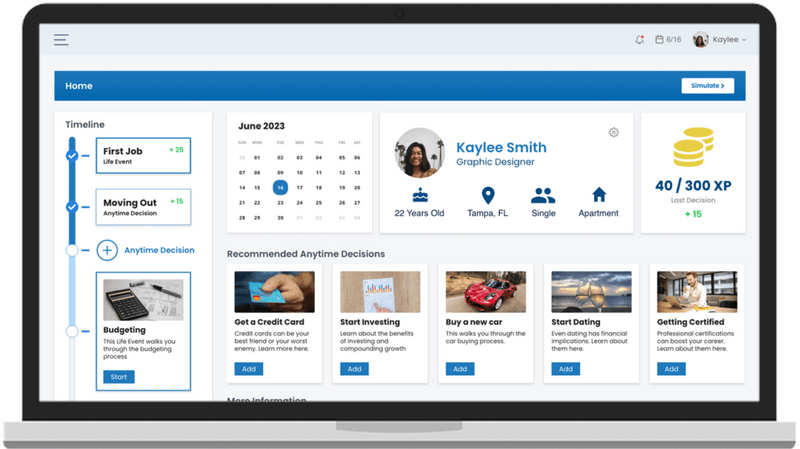 6/16
Kaylee
Home
Simulate
Timeline
First Job
+ 25
Life Event
Moving Out
+ 15
Anytime Decision
Anytime Decision
Budgeting
This Life Event walks you
through the budgeting
process
Start
June 2023
SUN MON TUE WED THU FRI SAT
01 02 03 04 05 06
07 08 09 10 11 12 13
14 15 16 17 18 19 20
21 22 23 24 25 26 27
28 29 30 01 02 03 04
Kaylee Smith
Graphic Designer
22 Years Old
Tampa, FL
Single
Apartment
40 / 300 XP
Last Decision
+ 15
Recommended Anytime Decisions
Get a Credit Card
Credit cards can be your
best friend or your worst
enemy. Learn more here.
Add
Start Investing
Learn about the benefits
of investing and
compounding growth
Add
Buy a new car
This walks you through the
car buying process.
Add
Start Dating
Even dating has financial
implications. Learn about
them here.
Add
Getting Certified
Professional certifications
can boost your career.
Learn about them here.
Add
More Information